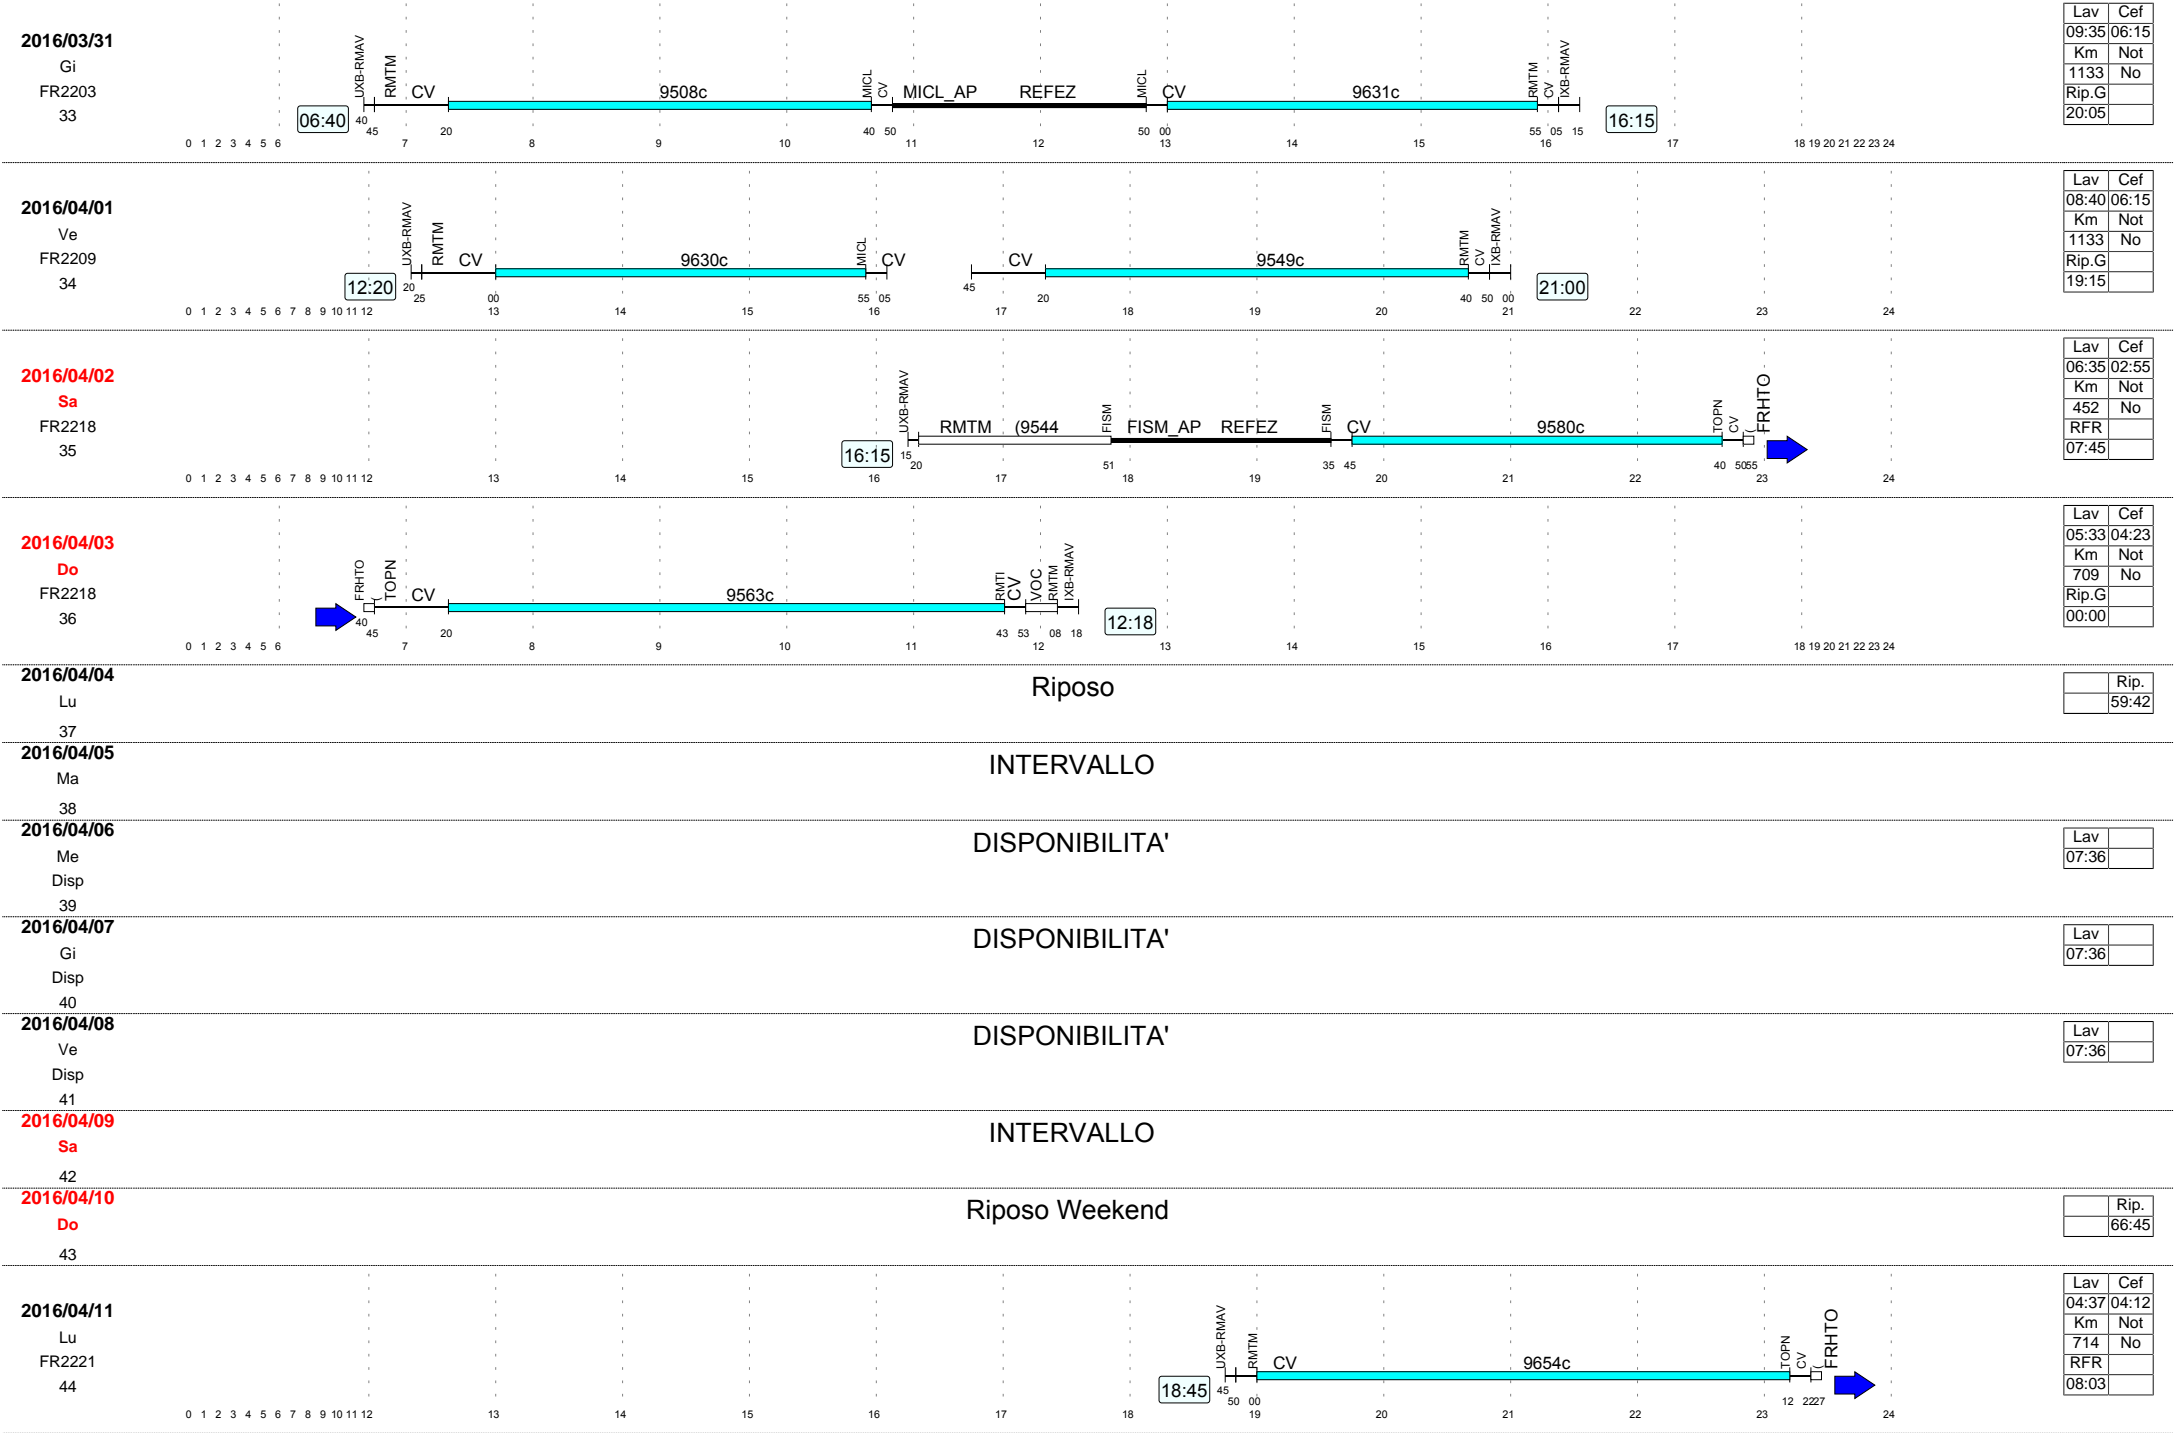 2016/03/31
Gi
FR2203
33
06:40
UXB-RMAV RMTM CV 9508c MICL CV MICL_AP REFEZ MICL CV 9631c RMTM CV IXB-RMAV
40 45 20 40 50 50 00 55 05 15
16:15
0 1 2 3 4 5 6 7 8 9 10 11 12 13 14 15 16 17 18 19 20 21 22 23 24
Lav Cef
09:35 06:15
Km Not
1133 No
Rip.G
20:05
2016/04/01
Ve
FR2209
34
12:20
UXB-RMAV RMTM CV 9630c MICL CV CV 9549c RMTM CV IXB-RMAV
20 25 00 55 05 45 20 40 50 00
21:00
0 1 2 3 4 5 6 7 8 9 10 11 12 13 14 15 16 17 18 19 20 21 22 23 24
Lav Cef
08:40 06:15
Km Not
1133 No
Rip.G
19:15
2016/04/02
Sa
FR2218
35
16:15
UXB-RMAV RMTM (9544 FISM FISM_AP REFEZ FISM CV 9580c TOPN CV ( FRHTO
15 20 51 35 45 40 50 55
0 1 2 3 4 5 6 7 8 9 10 11 12 13 14 15 16 17 18 19 20 21 22 23 24
Lav Cef
06:35 02:55
Km Not
452 No
RFR
07:45
2016/04/03
Do
FR2218
36
FRHTO ( TOPN CV 9563c RMTI CV VOC RMTM IXB-RMAV
40 45 20 43 53 08 18
12:18
0 1 2 3 4 5 6 7 8 9 10 11 12 13 14 15 16 17 18 19 20 21 22 23 24
Lav Cef
05:33 04:23
Km Not
709 No
Rip.G
00:00
2016/04/04
Lu
37
Riposo
Rip.
59:42
2016/04/05
Ma
38
INTERVALLO
2016/04/06
Me
Disp
39
DISPONIBILITA'
Lav
07:36
2016/04/07
Gi
Disp
40
DISPONIBILITA'
Lav
07:36
2016/04/08
Ve
Disp
41
DISPONIBILITA'
Lav
07:36
2016/04/09
Sa
42
INTERVALLO
2016/04/10
Do
43
Riposo Weekend
Rip.
66:45
2016/04/11
Lu
FR2221
44
18:45
UXB-RMAV RMTM CV 9654c TOPN CV ( FRHTO
45 50 00 12 22 27
0 1 2 3 4 5 6 7 8 9 10 11 12 13 14 15 16 17 18 19 20 21 22 23 24
Lav Cef
04:37 04:12
Km Not
714 No
RFR
08:03